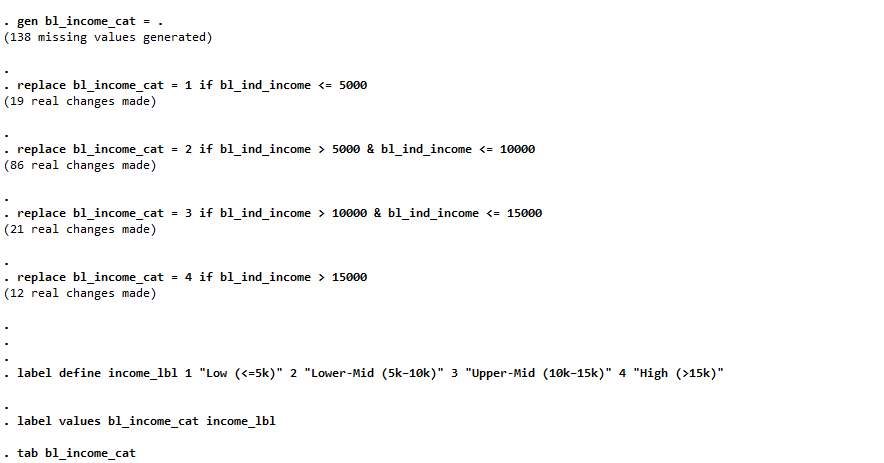 . gen bl_income_cat = .
(138 missing values generated)
.
. replace bl_income_cat = 1 if bl_ind_income <= 5000
(19 real changes made)
.
. replace bl_income_cat = 2 if bl_ind_income > 5000 & bl_ind_income <= 10000
(86 real changes made)
.
. replace bl_income_cat = 3 if bl_ind_income > 10000 & bl_ind_income <= 15000
(21 real changes made)
.
. replace bl_income_cat = 4 if bl_ind_income > 15000
(12 real changes made)
.
.
.
. label define income_lbl 1 "Low (<=5k)" 2 "Lower-Mid (5k–10k)" 3 "Upper-Mid (10k–15k)" 4 "High (>15k)"
.
. label values bl_income_cat income_lbl
. tab bl_income_cat